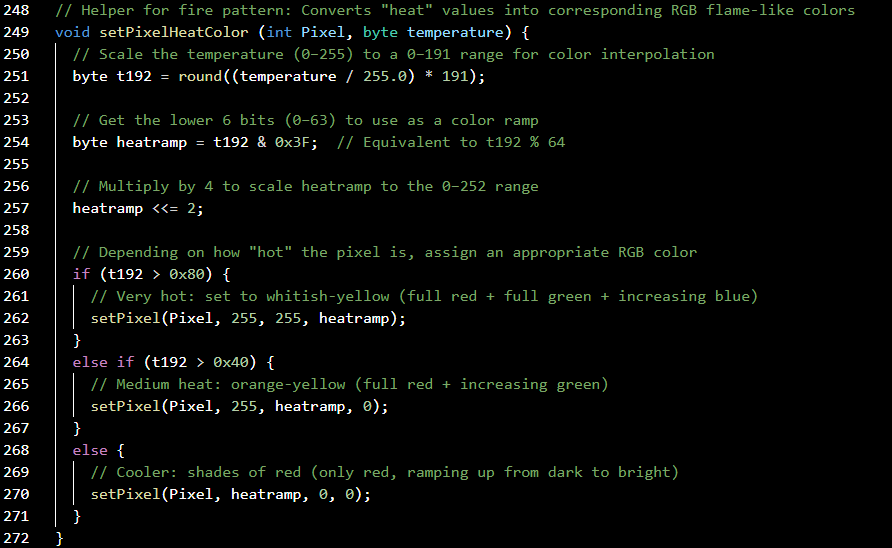 248 // Helper for fire pattern: Converts "heat" values into corresponding RGB flame-like colors
249 void setPixelHeatColor (int Pixel, byte temperature) {
250 // Scale the temperature (0–255) to a 0–191 range for color interpolation
251 byte t192 = round((temperature / 255.0) * 191);
252
253 // Get the lower 6 bits (0–63) to use as a color ramp
254 byte heatramp = t192 & 0x3F; // Equivalent to t192 % 64
255
256 // Multiply by 4 to scale heatramp to the 0–252 range
257 heatramp <<= 2;
258
259 // Depending on how "hot" the pixel is, assign an appropriate RGB color
260 if (t192 > 0x80) {
261 // Very hot: set to whitish-yellow (full red + full green + increasing blue)
262 setPixel(Pixel, 255, 255, heatramp);
263 }
264 else if (t192 > 0x40) {
265 // Medium heat: orange-yellow (full red + increasing green)
266 setPixel(Pixel, 255, heatramp, 0);
267 }
268 else {
269 // Cooler: shades of red (only red, ramping up from dark to bright)
270 setPixel(Pixel, heatramp, 0, 0);
271 }
272 }